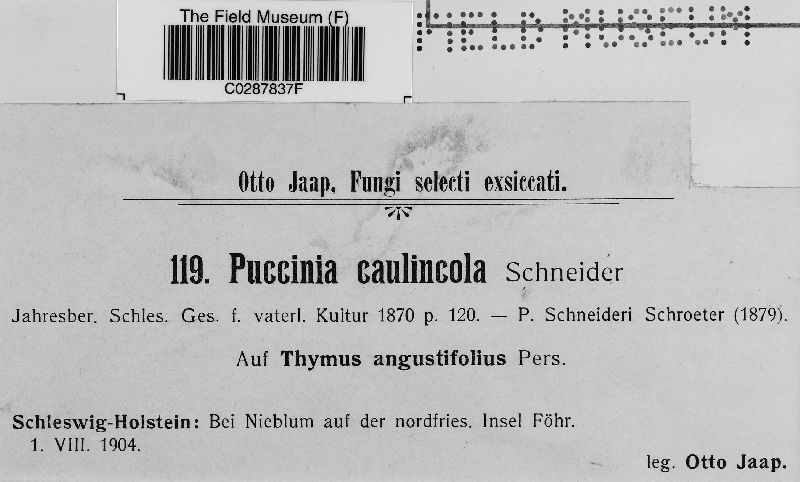 The Field Museum (F)
C0287837F
FIELD MUSEUM
Otto Jaap, Fungi selecti exsiccati.
119. Puccinia caulincola Schneider
Jahresber. Schles. Ges. f. vaterl. Kultur 1870 p. 120. — P. Schneideri Schroeter (1879).
Auf Thymus angustifolius Pers.
Schleswig-Holstein: Bei Nieblum auf der nordfries. Insel Föhr.
1. VIII. 1904.
leg. Otto Jaap.